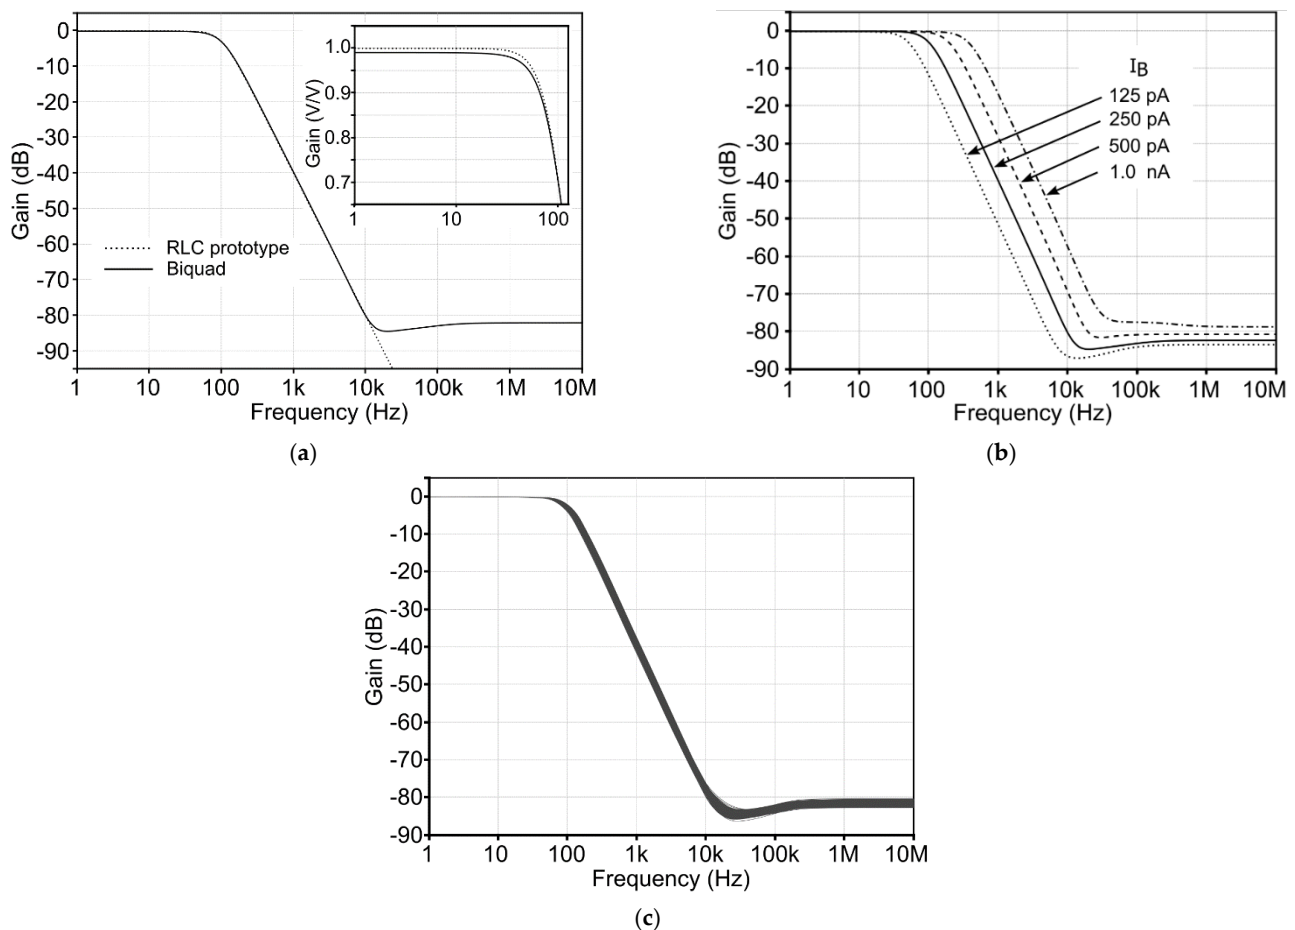 0
-10
-20
-30
-40
-50
-60
-70
-80
-90
Gain (dB)
1 10 100 1k 10k 100k 1M 10M
Frequency (Hz)
RLC prototype
Biquad
1.0
0.9
0.8
0.7
Gain (V/V)
1 10 100
(a)
0
-10
-20
-30
-40
-50
-60
-70
-80
-90
Gain (dB)
1 10 100 1k 10k 100k 1M 10M
Frequency (Hz)
IB
125 pA
250 pA
500 pA
1.0 nA
(b)
0
-10
-20
-30
-40
-50
-60
-70
-80
-90
Gain (dB)
1 10 100 1k 10k 100k 1M 10M
Frequency (Hz)
(c)